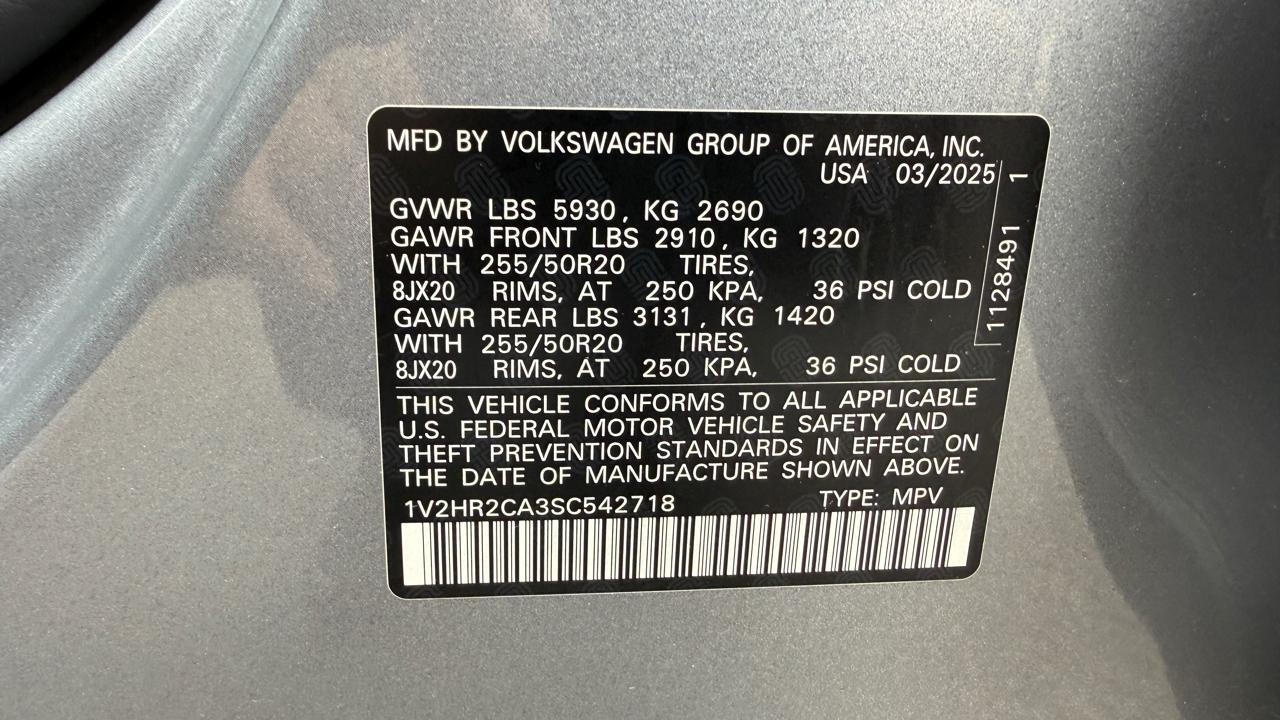 MFD BY VOLKSWAGEN GROUP OF AMERICA, INC.
USA 03/2025
GVWR LBS 5930, KG 2690
GAWR FRONT LBS 2910, KG 1320
WITH 255/50R20 TIRES,
8JX20 RIMS, AT 250 KPA, 36 PSI COLD
GAWR REAR LBS 3131, KG 1420
WITH 255/50R20 TIRES,
8JX20 RIMS, AT 250 KPA, 36 PSI COLD
THIS VEHICLE CONFORMS TO ALL APPLICABLE
U.S. FEDERAL MOTOR VEHICLE SAFETY AND
THEFT PREVENTION STANDARDS IN EFFECT ON
THE DATE OF MANUFACTURE SHOWN ABOVE.
1V2HR2CA3SC542718 TYPE: MPV
1128491 1